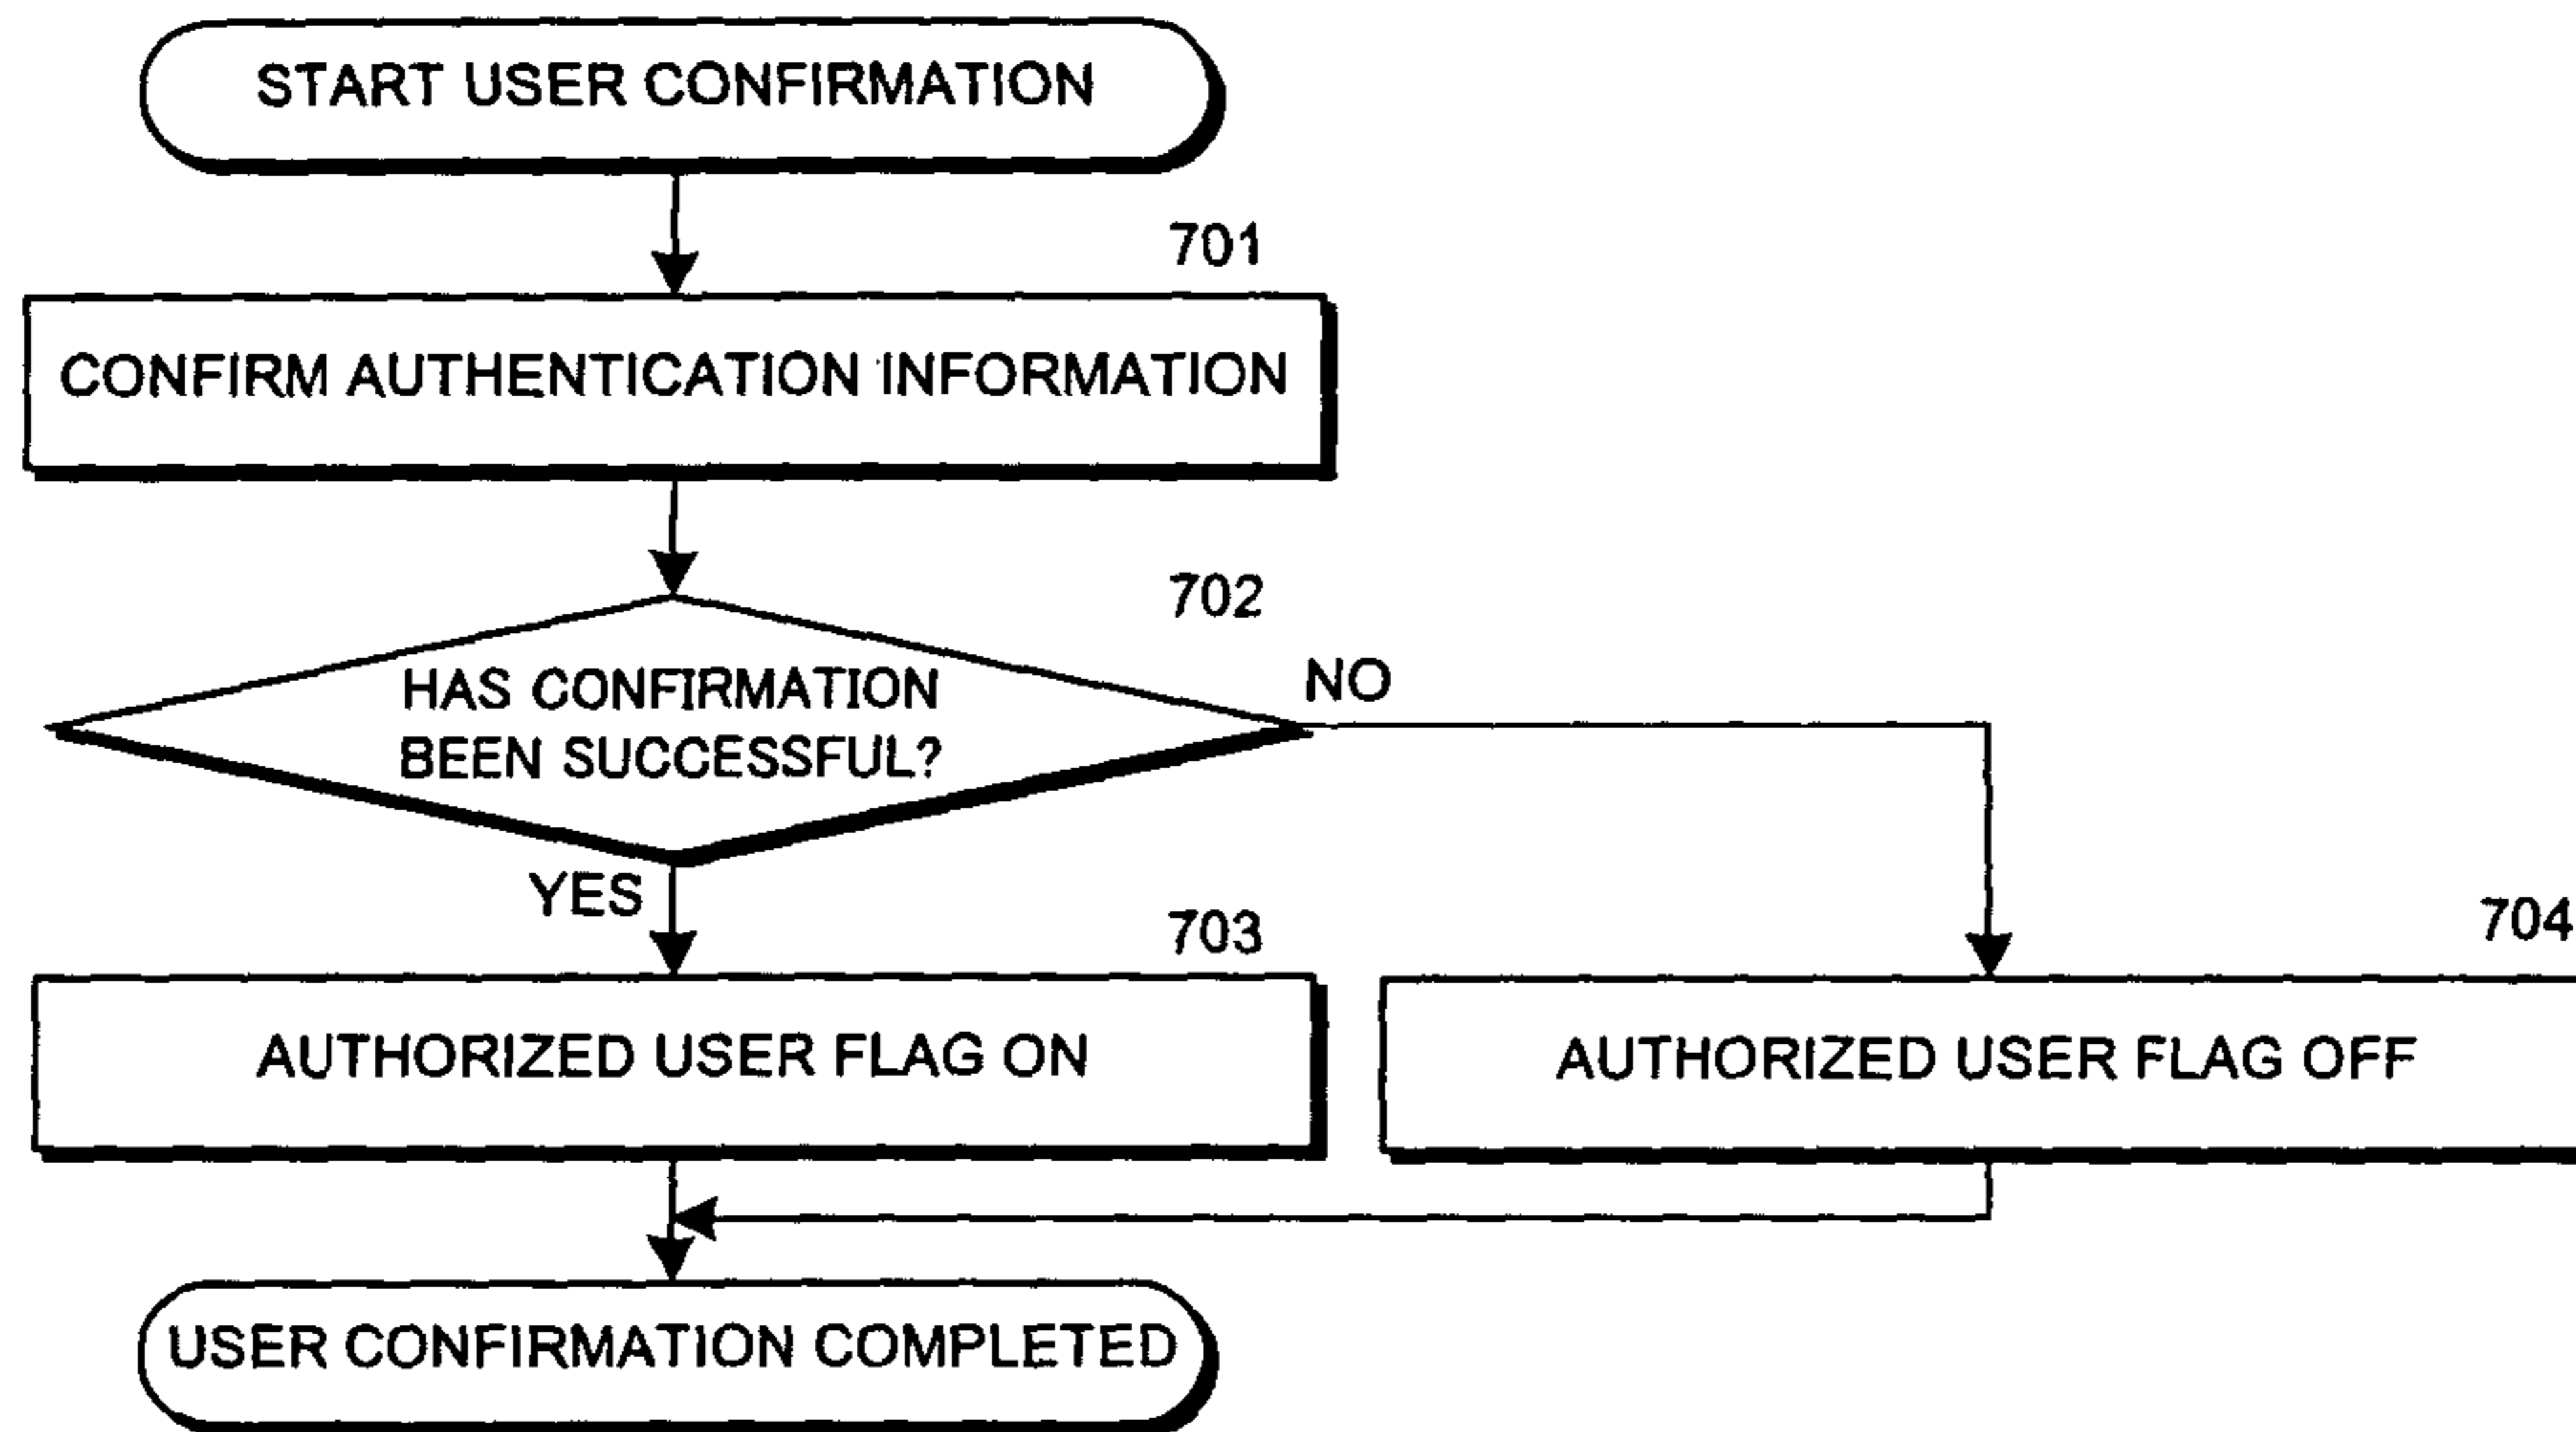 START USER CONFIRMATION
701
CONFIRM AUTHENTICATION INFORMATION
702
HAS CONFIRMATION
BEEN SUCCESSFUL?
NO
YES
703
704
AUTHORIZED USER FLAG ON
AUTHORIZED USER FLAG OFF
USER CONFIRMATION COMPLETED